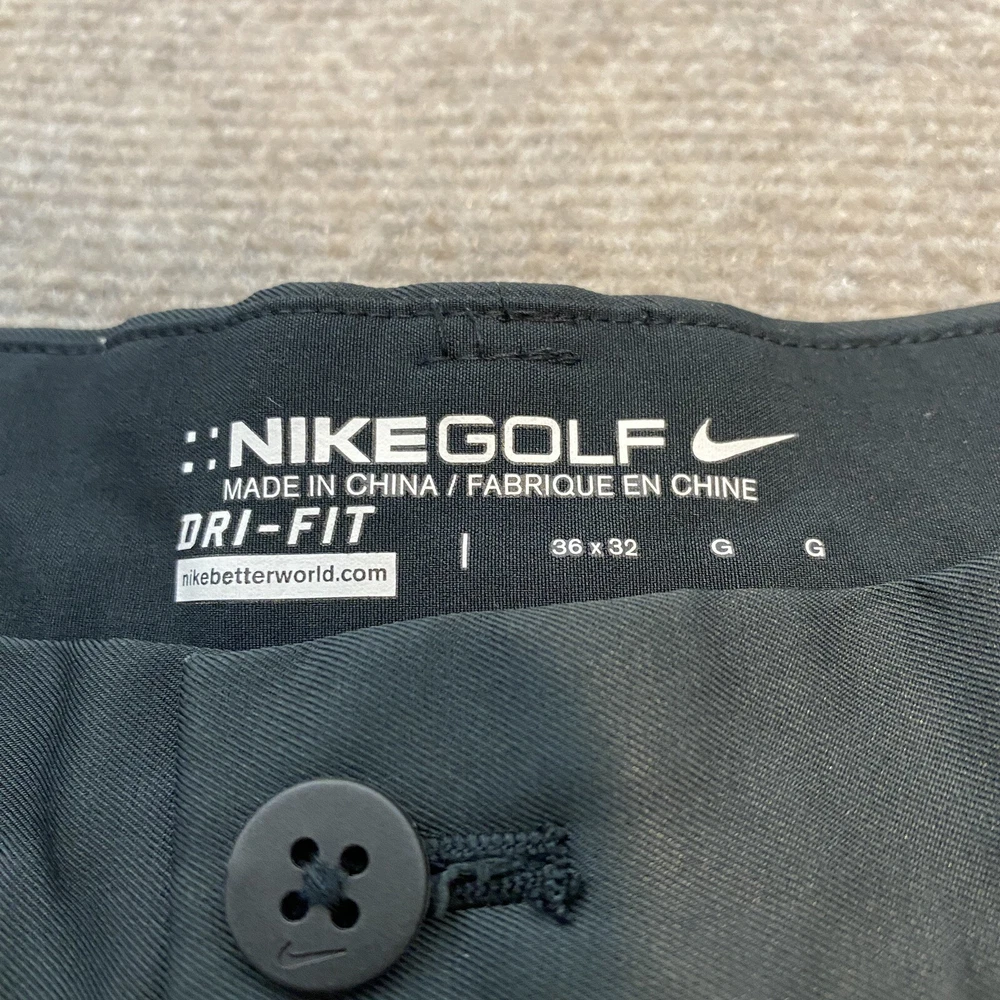 NIKEGOLF
MADE IN CHINA / FABRIQUE EN CHINE
DRI-FIT
36 x 32 G G
nikebetterworld.com